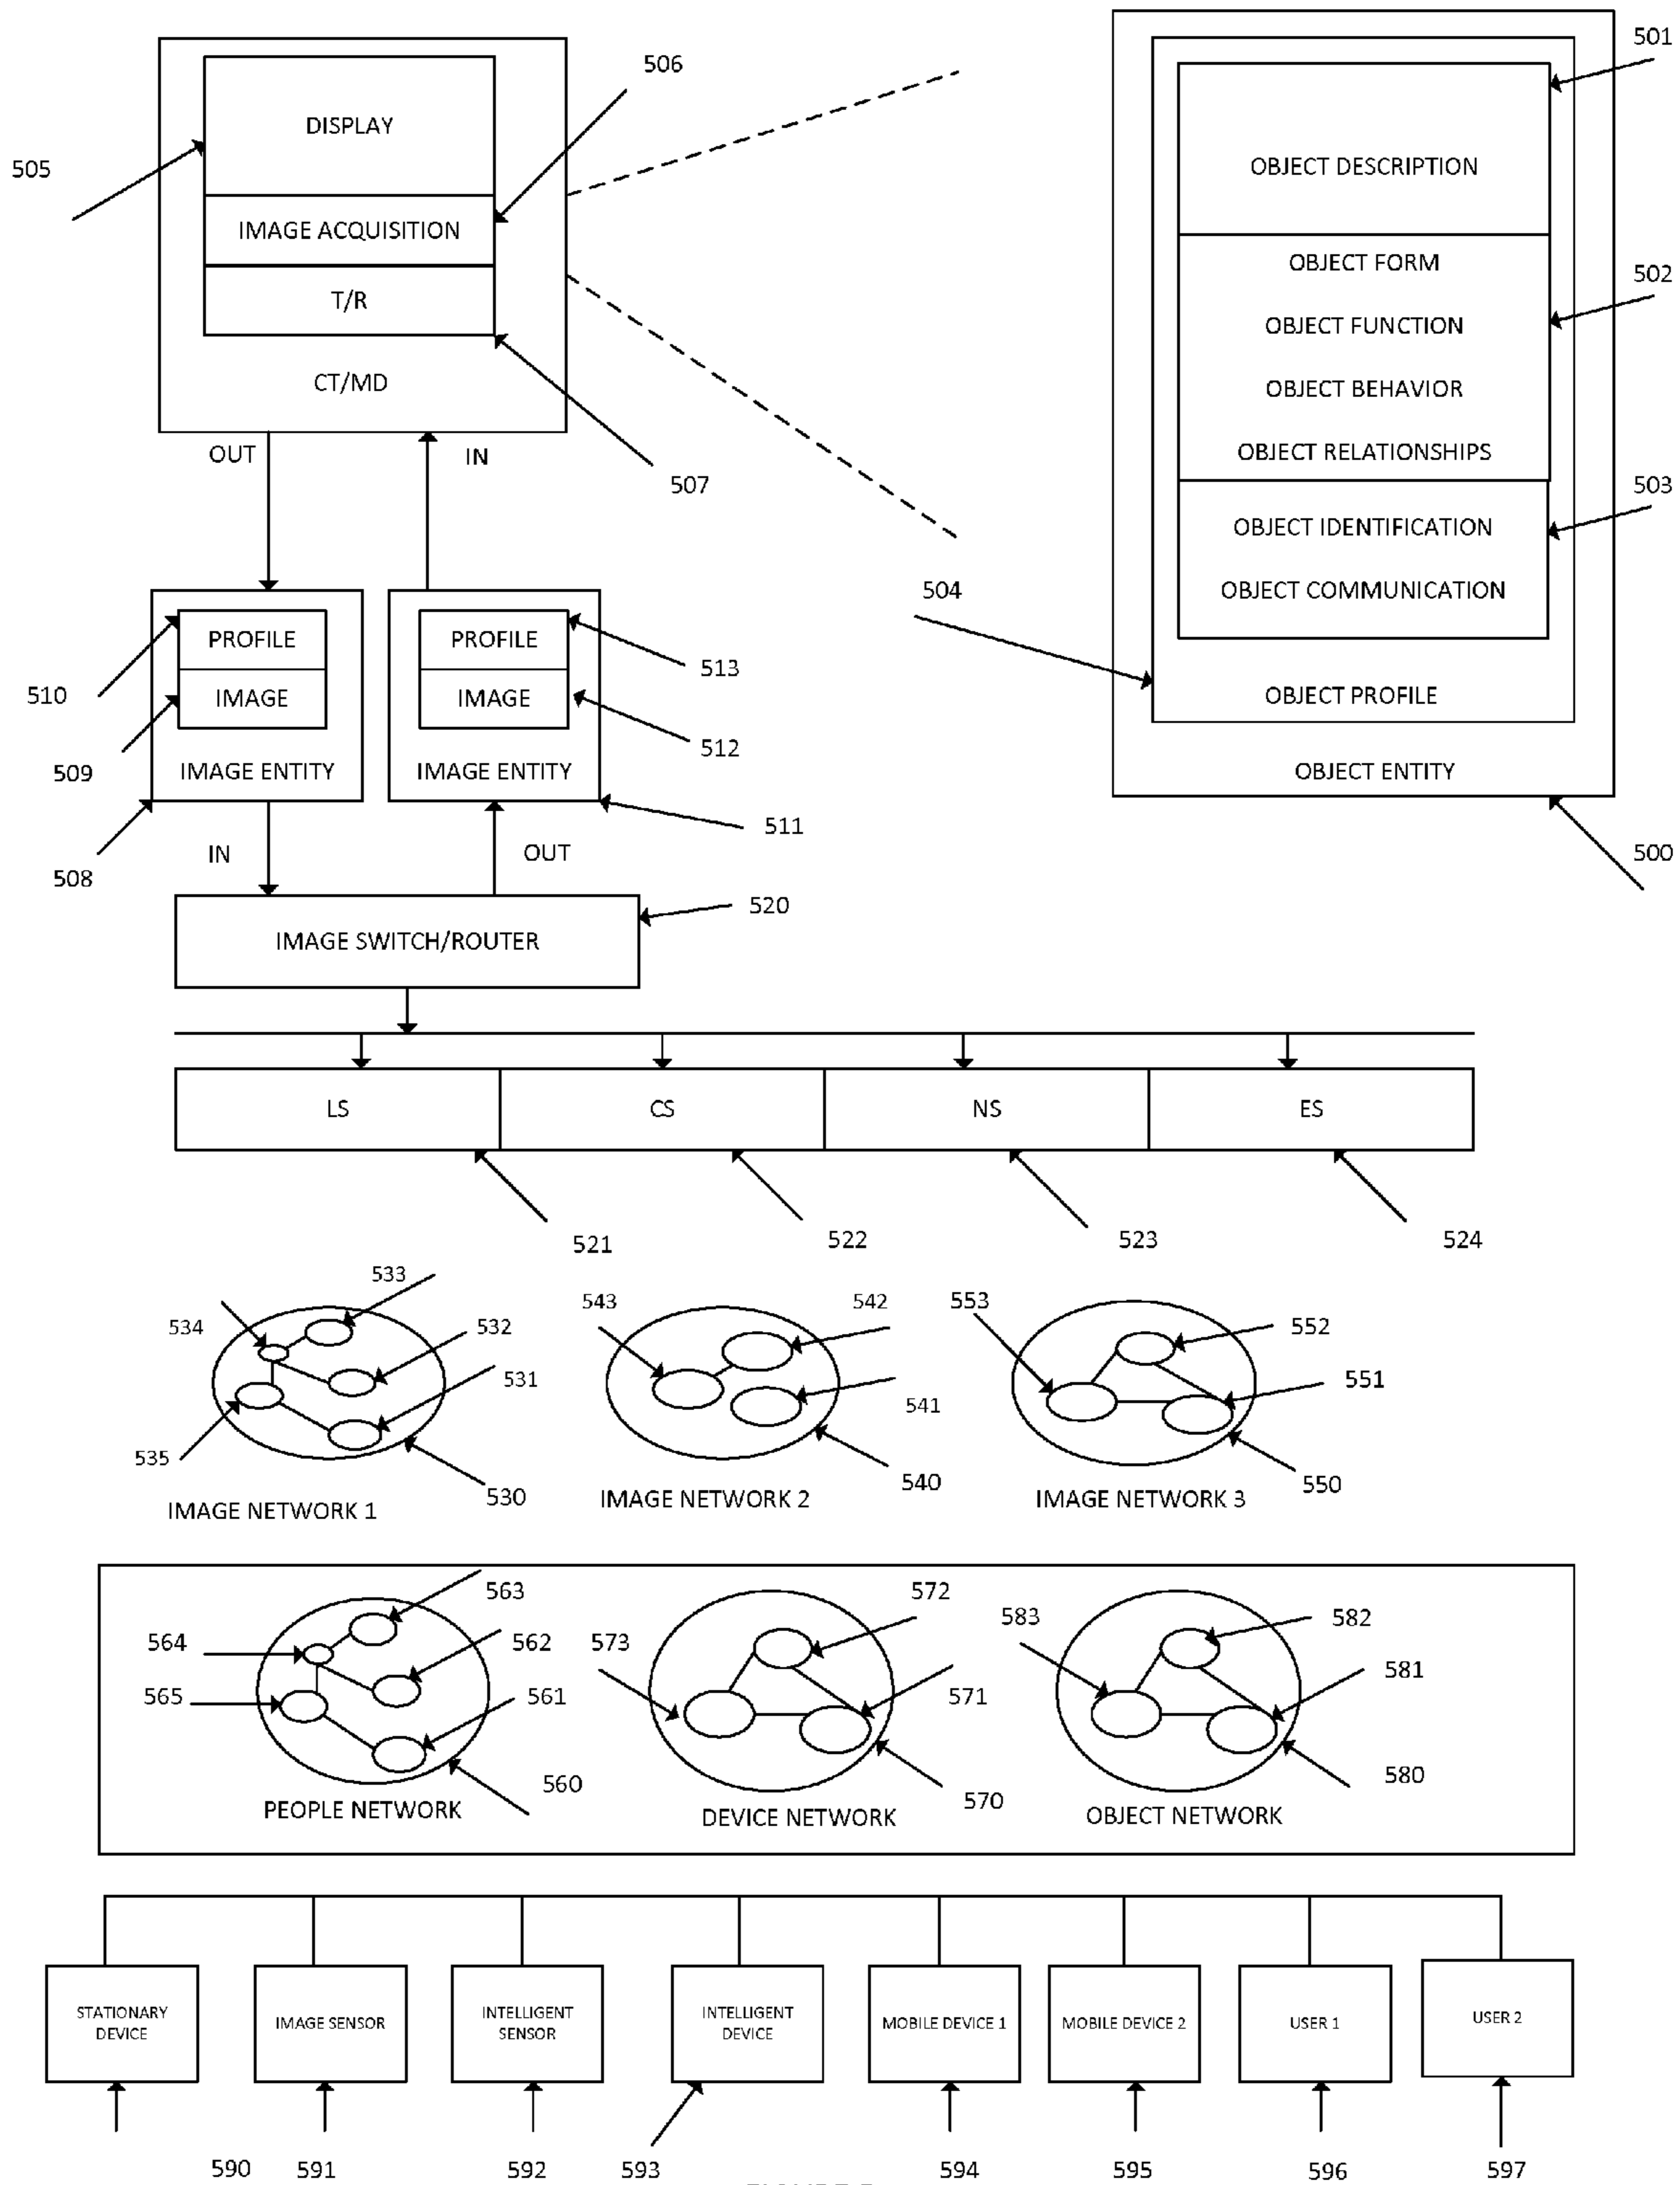 501
506
DISPLAY
505
OBJECT DESCRIPTION
IMAGE ACQUISITION
OBJECT FORM
502
T/R
OBJECT FUNCTION
CT/MD
OBJECT BEHAVIOR
OUT
IN
OBJECT RELATIONSHIPS
507
503
OBJECT IDENTIFICATION
504
OBJECT COMMUNICATION
PROFILE
PROFILE
513
510
IMAGE
IMAGE
OBJECT PROFILE
512
509
IMAGE ENTITY
IMAGE ENTITY
OBJECT ENTITY
511
IN
OUT
500
508
520
IMAGE SWITCH/ROUTER
LS
CS
NS
ES
521
522
523
524
533
543
542
553
534
532
552
531
551
541
535
540
550
530
IMAGE NETWORK 1
IMAGE NETWORK 2
IMAGE NETWORK 3
563
572
583
582
564
562
573
581
565
561
571
560
570
580
PEOPLE NETWORK
DEVICE NETWORK
OBJECT NETWORK
STATIONARY
DEVICE
IMAGE SENSOR
INTELLIGENT
SENSOR
INTELLIGENT
DEVICE
MOBILE DEVICE 1
MOBILE DEVICE 2
USER 1
USER 2
590
591
592
593
594
595
596
597